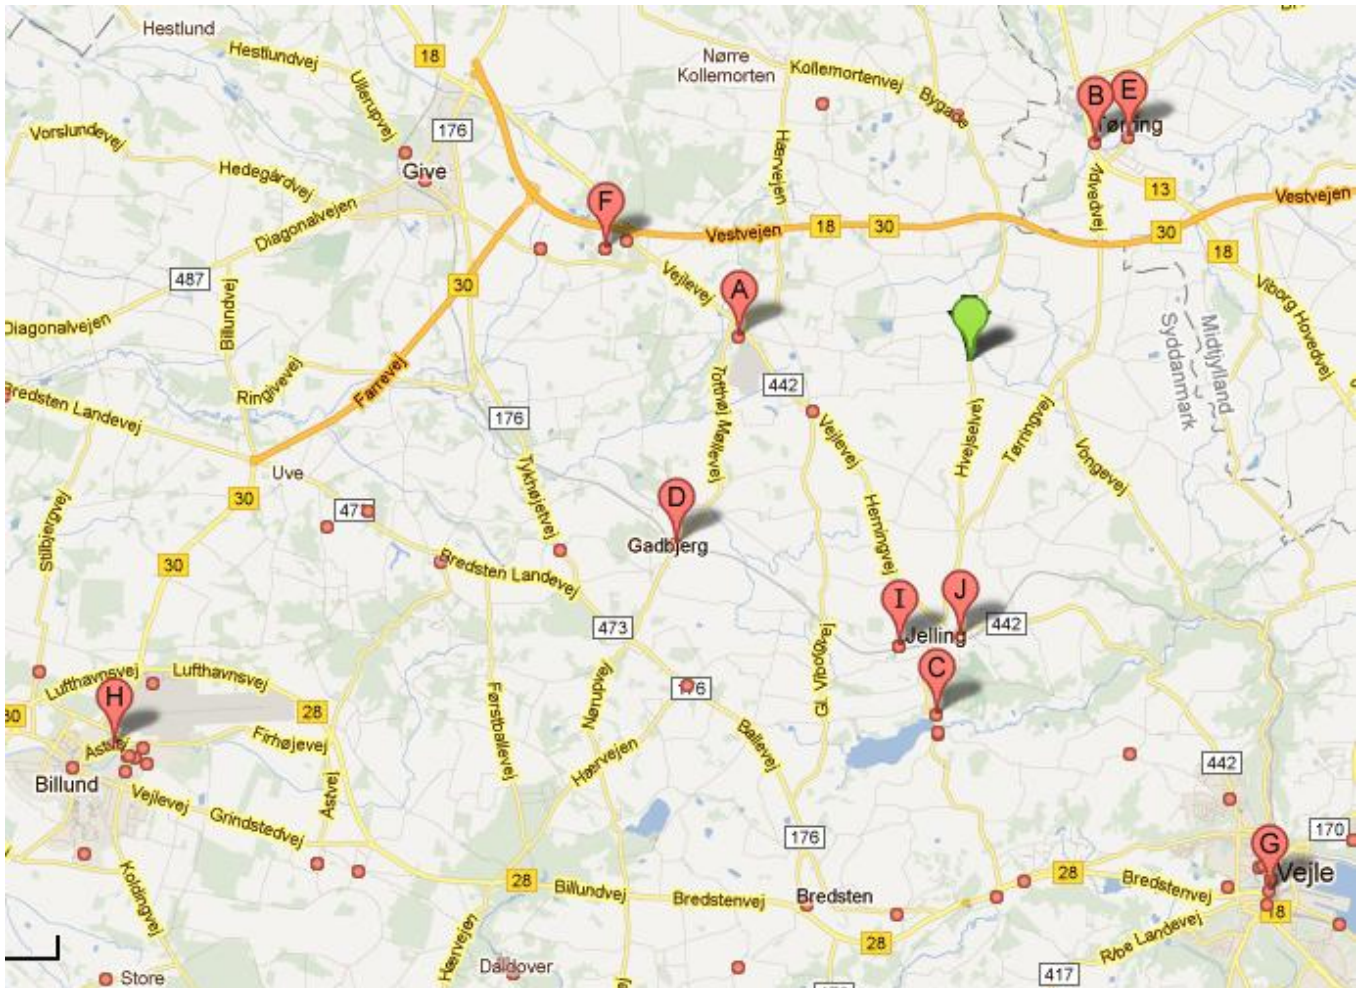 Hestlund
Hestlundvej
18
Nørre
Kollemorten
Kollemortenvej
Bygade
Ullerupvej
B
E
Tørring
Vorslundevej
176
Hærvejen
Give
Hedegårdvej
13
Vestvejen
F
Diagonalvejen
Vestvejen
18
30
30
18
487
30
Vejlevej
A
Viborg Hovedvej
Diagonalvejen
Billundvej
Midtjylland
Syddanmark
Ringivevej
Farrevej
442
Tofthøj Møllevej
Bredsten Landevej
176
Vejlevej
Hvejselvej
Tørringvej
Vongevej
Uve
Tykhøjetvej
30
D
Herningvej
Stilbjergvej
Gadbjerg
30
Bredsten Landevej
I
J
473
Jelling
442
Lufthavnsvej
Lufthavnsvej
C
H
Nørupvej
Gl. Viborgvej
30
28
Førstballevej
176
Firhøjevej
Ballevej
Astvej
Hærvejen
Billund
442
Vejlevej
Grindstedvej
Astvej
176
170
G
Vejle
Koldingvej
28
Billundvej
Bredstenvej
Bredsten
28
Bredstenvej
18
Ribe Landevej
28
Hærvejen
Daldover
417
Store